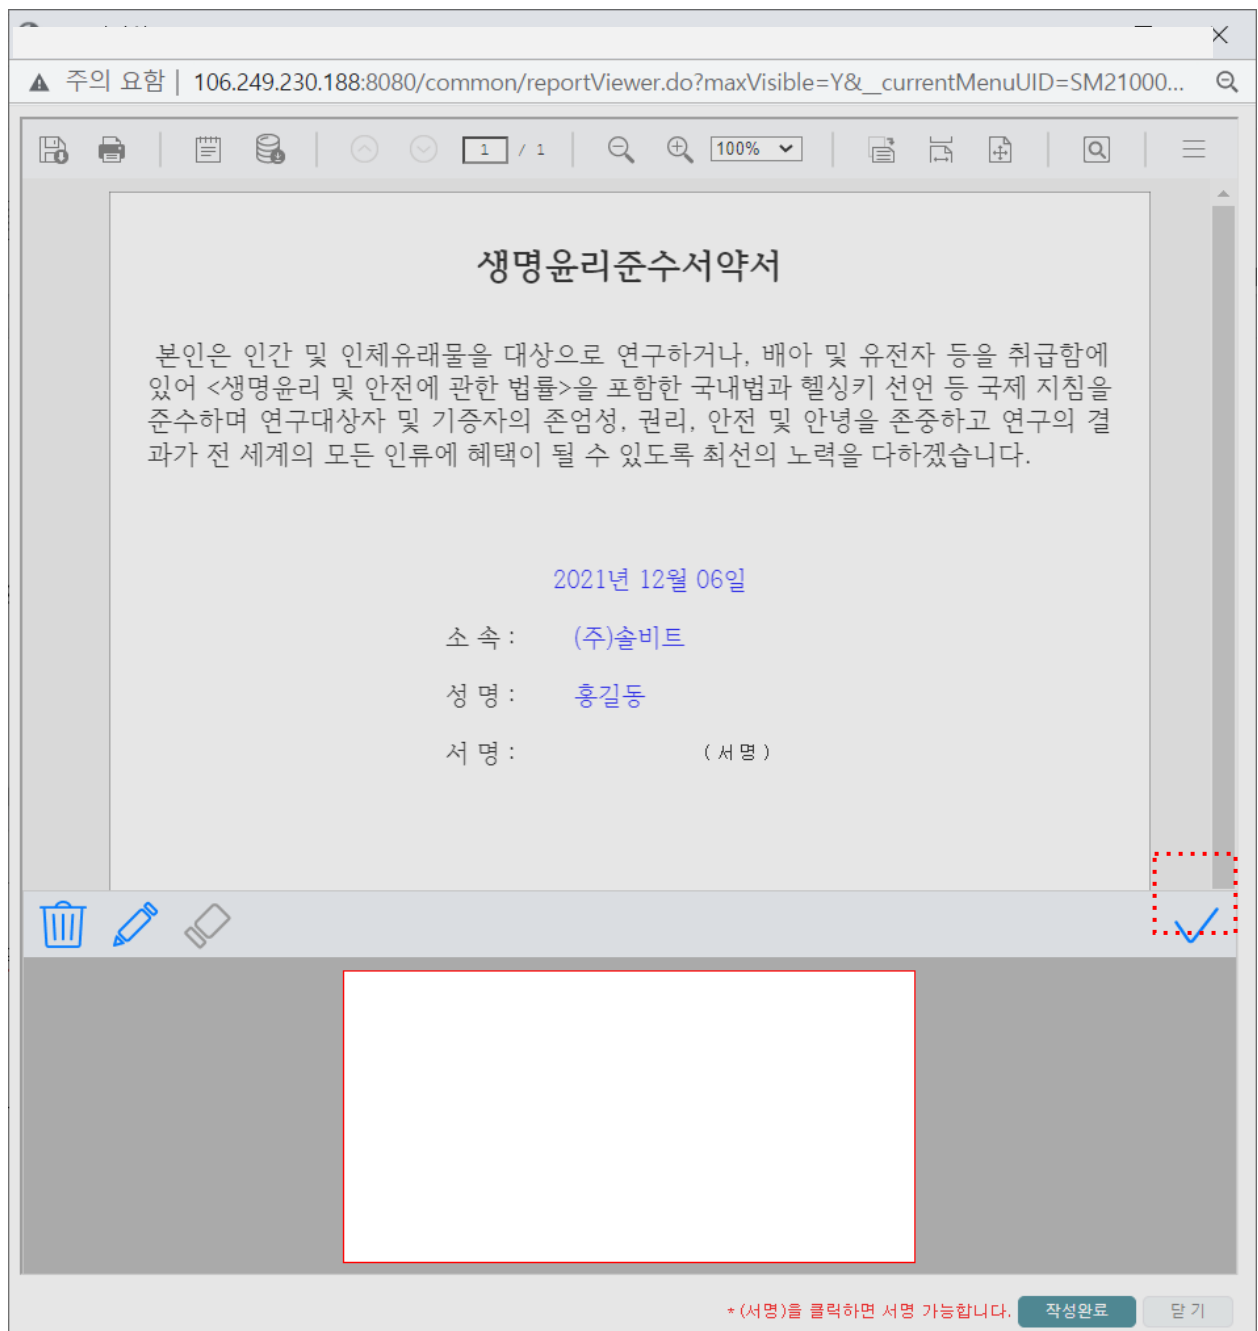 주의 요함 | 106.249.230.188:8080/common/reportViewer.do?maxVisible=Y&__currentMenuUID=SM21000...
1 / 1 100%
생명윤리준수서약서
본인은 인간 및 인체유래물을 대상으로 연구하거나, 배아 및 유전자 등을 취급함에
있어 <생명윤리 및 안전에 관한 법률>을 포함한 국내법과 헬싱키 선언 등 국제 지침을
준수하며 연구대상자 및 기증자의 존엄성, 권리, 안전 및 안녕을 존중하고 연구의 결
과가 전 세계의 모든 인류에 혜택이 될 수 있도록 최선의 노력을 다하겠습니다.
2021년 12월 06일
소 속 : (주)솔비트
성 명 : 홍길동
서 명 : (서명)
* (서명)을 클릭하면 서명 가능합니다. 작성완료 닫기